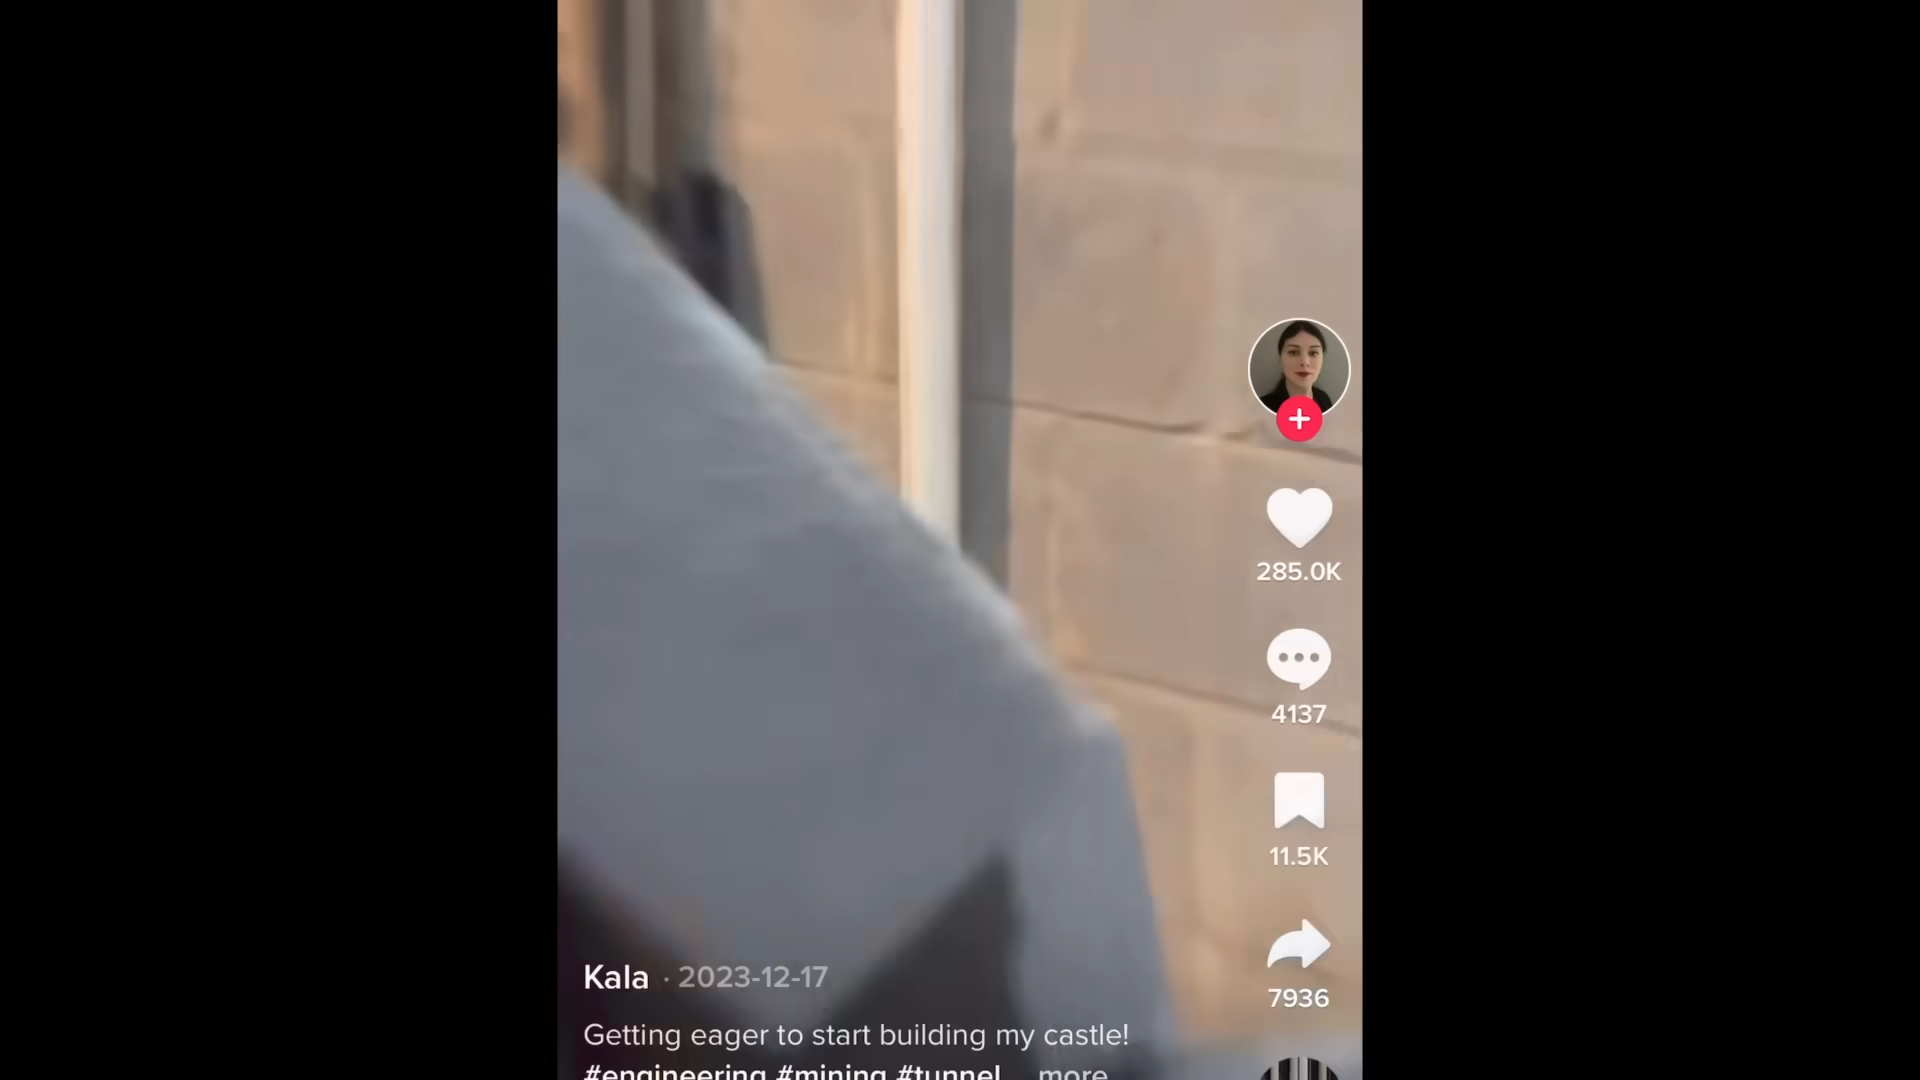 285.0K
4137
11.5K
7936
Kala · 2023-12-17
Getting eager to start building my castle!
#engineering #mining #tunnel ... more